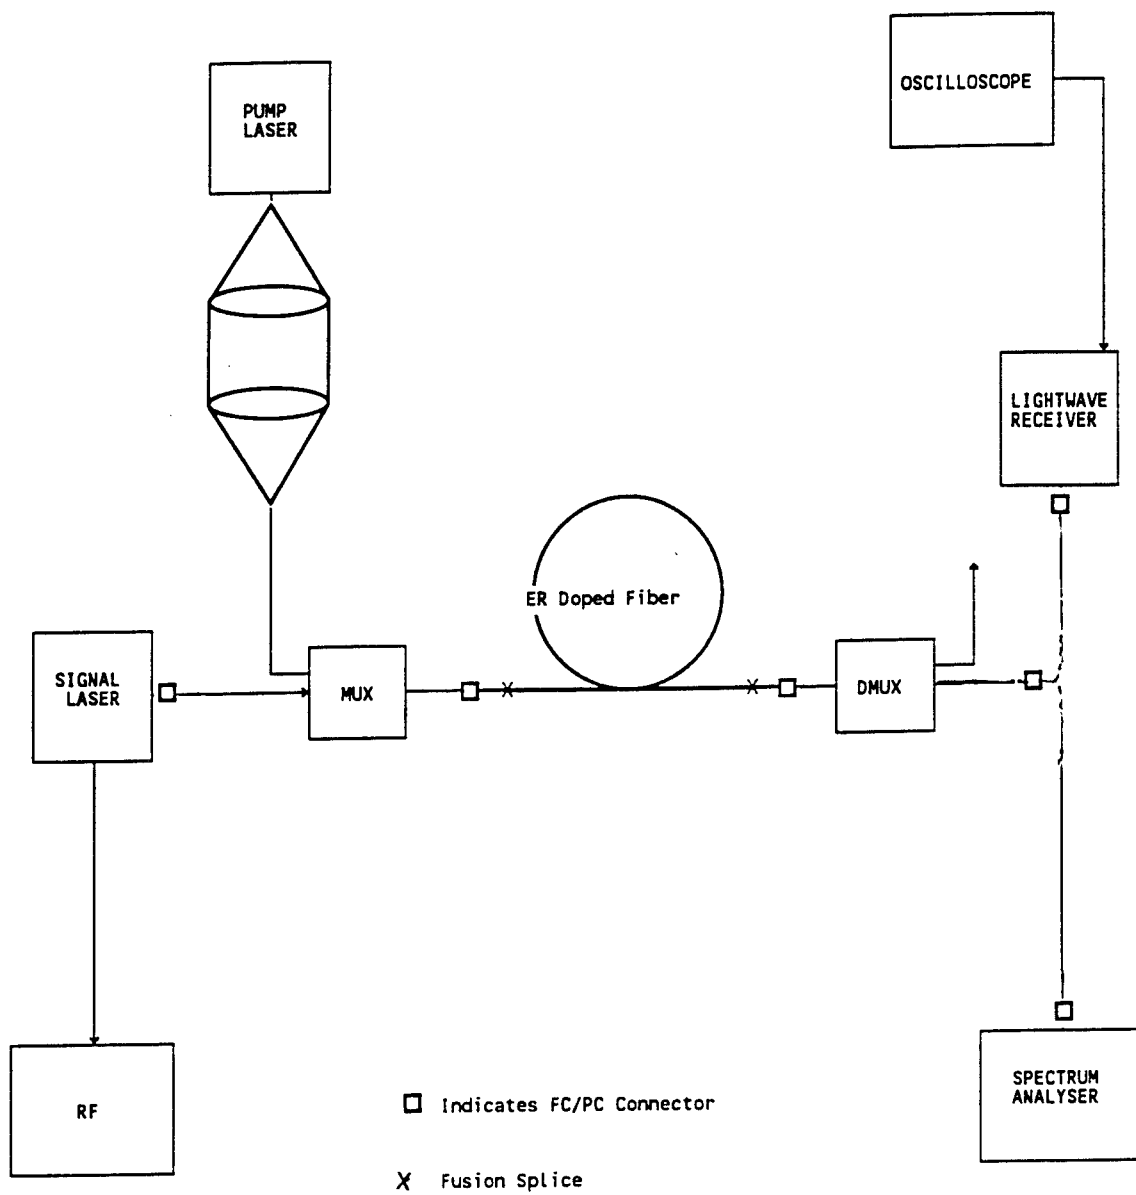 OSCILLOSCOPE
PUMP
LASER
LIGHTWAVE
RECEIVER
ER Doped Fiber
SIGNAL
LASER
MUX
DMUX
SPECTRUM
ANALYSER
RF
Indicates FC/PC Connector
X Fusion Splice